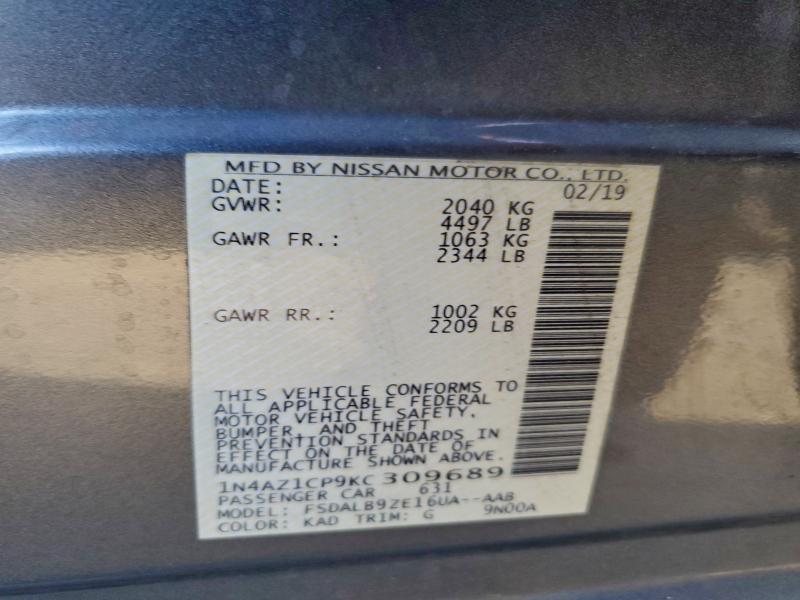 MFD BY NISSAN MOTOR CO., LTD.
DATE: 02/19
GVWR: 2040 KG
4497 LB
GAWR FR.: 1063 KG
2344 LB
GAWR RR.: 1002 KG
2209 LB
THIS VEHICLE CONFORMS TO
ALL APPLICABLE FEDERAL
MOTOR VEHICLE SAFETY,
BUMPER, AND THEFT
PREVENTION STANDARDS IN
EFFECT ON THE DATE OF
MANUFACTURE SHOWN ABOVE.
1N4AZ1CP9KC309689
PASSENGER CAR 631
MODEL: FSDALB9ZE16UA--AAB
COLOR: KAD TRIM: G 9N00A